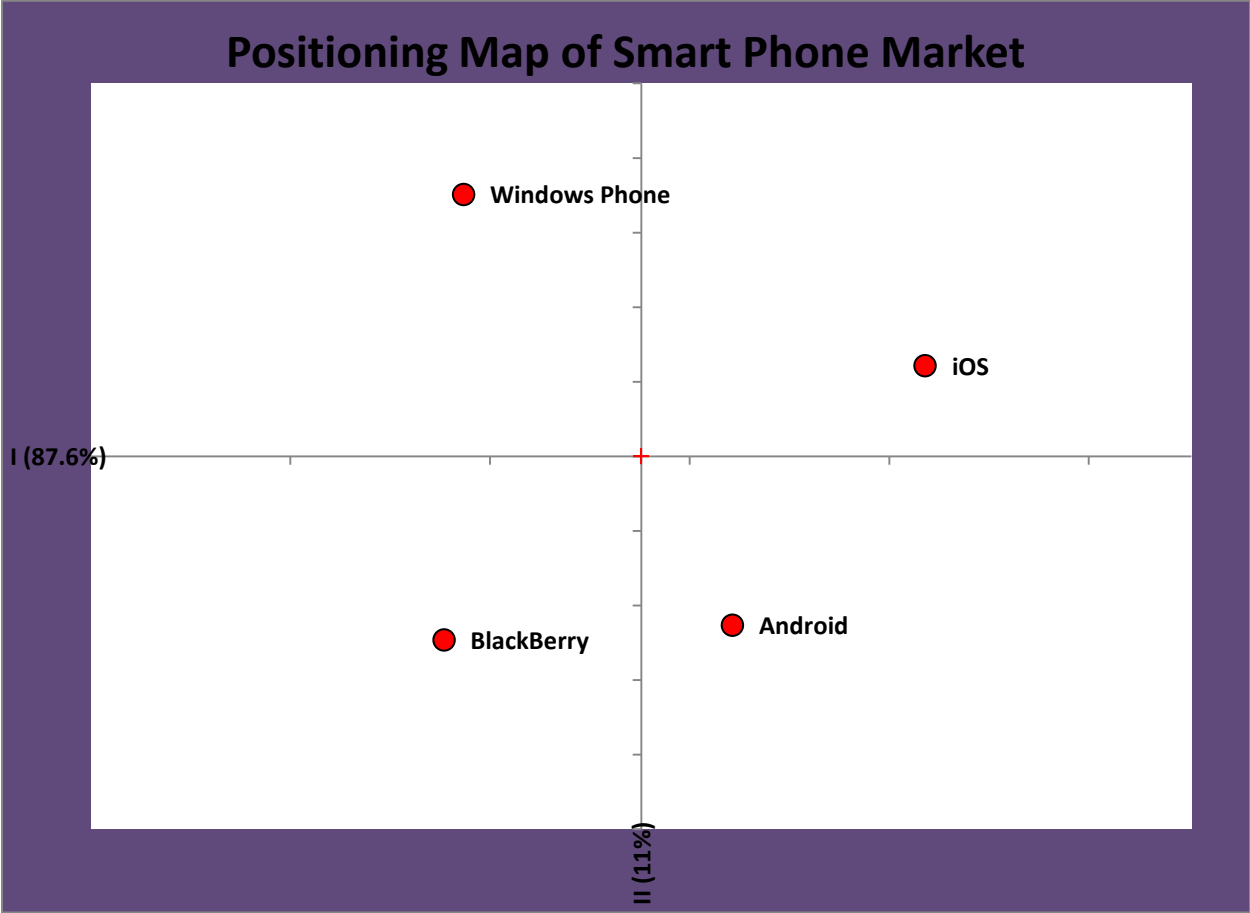 Positioning Map of Smart Phone Market
Windows Phone
iOS
I (87.6%)
Android
BlackBerry
II (11%)